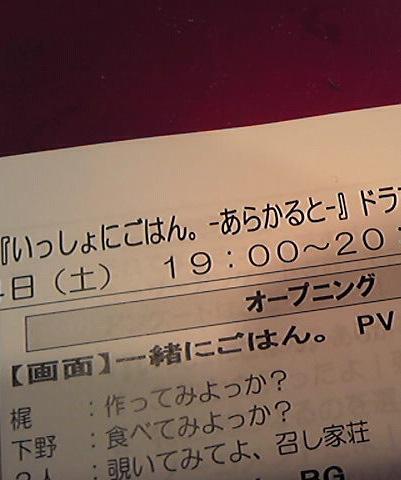 『いっしょにごはん。-あらかると-』ドラマ
日（土） 19：00～20：
オープニング
【画面】一緒にごはん。 PV
梶 ：作ってみよっか？
下野 ：食べてみよっか？
2人 ：覗いてみてよ、召し家荘
BG